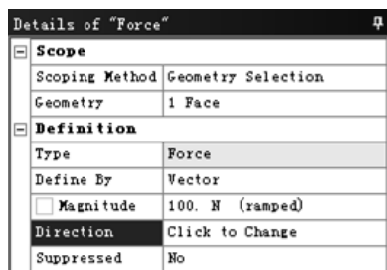 Details of "Force"
Scope
Scoping Method Geometry Selection
Geometry 1 Face
Definition
Type Force
Define By Vector
Magnitude 100. N (ramped)
Direction Click to Change
Suppressed No